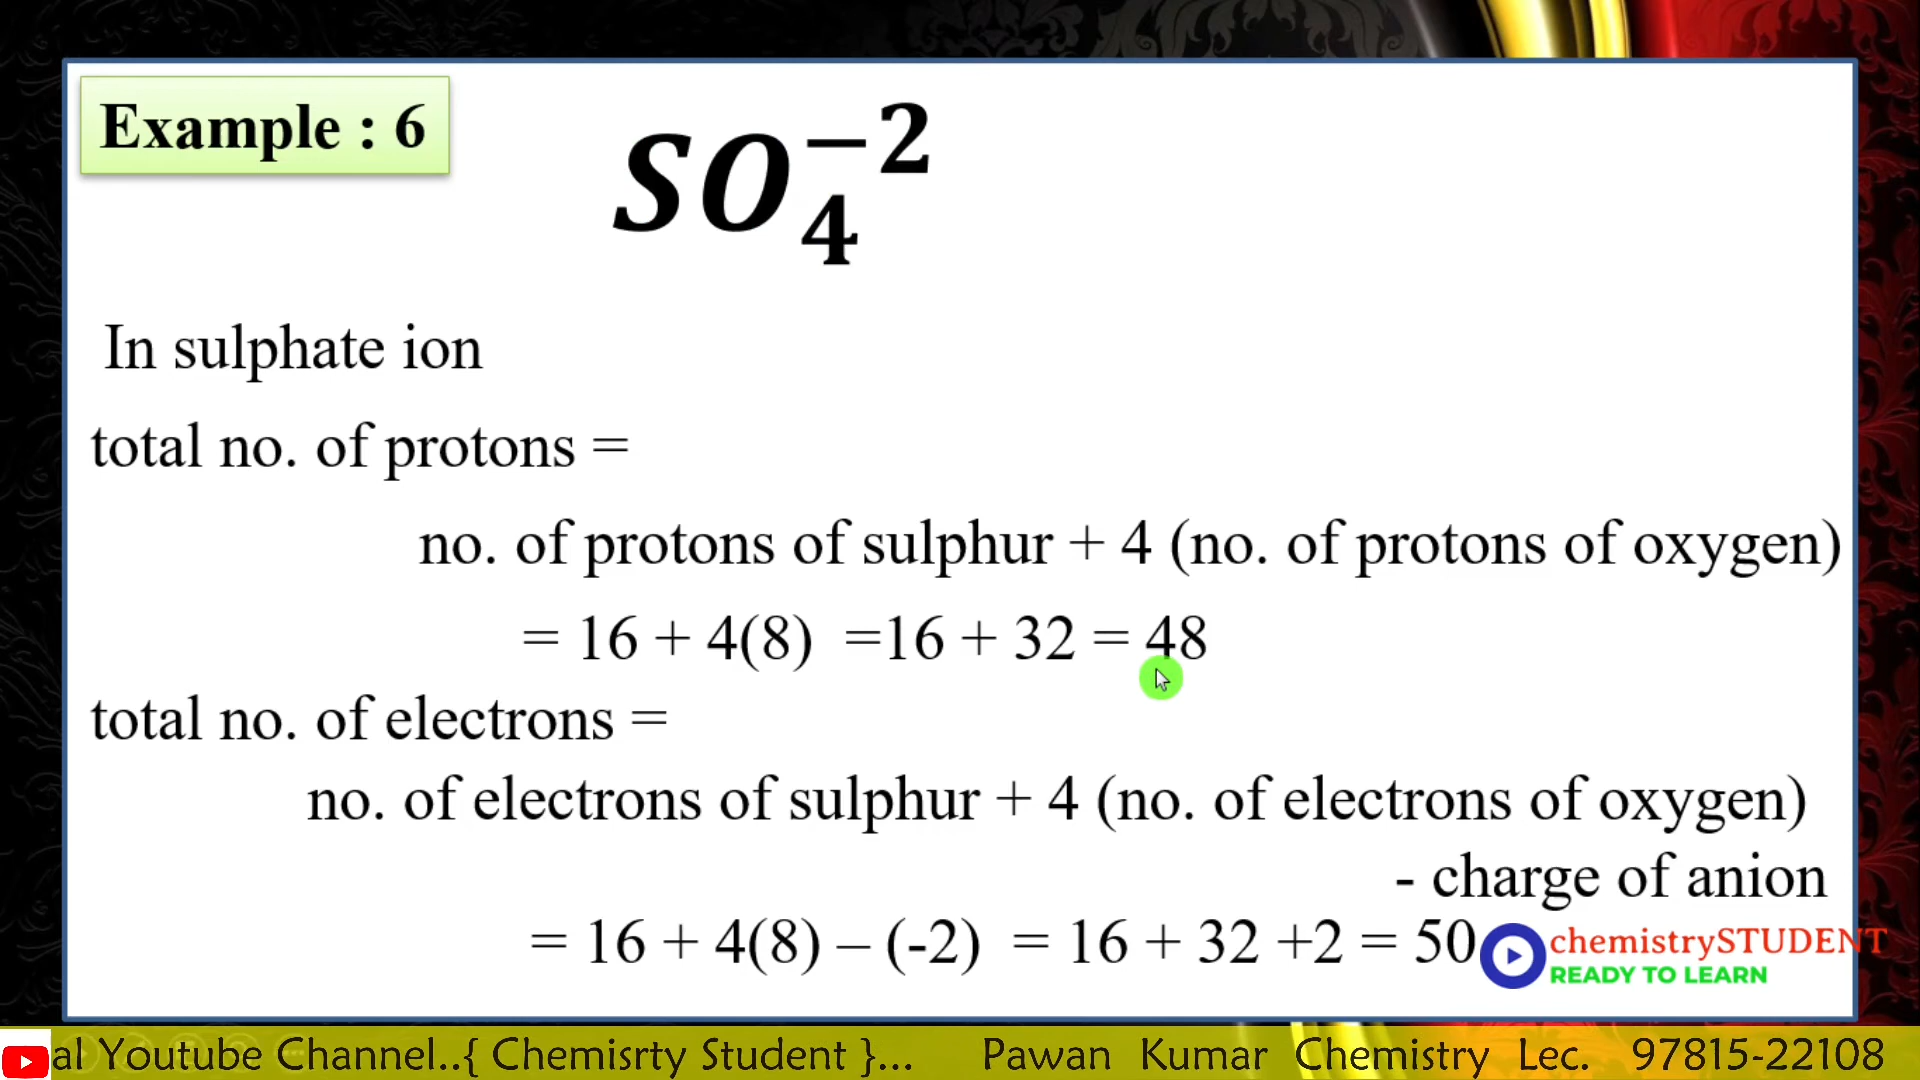 Example : 6
SO₄⁻²
In sulphate ion
total no. of protons =
no. of protons of sulphur + 4 (no. of protons of oxygen)
= 16 + 4(8) =16 + 32 = 48
total no. of electrons =
no. of electrons of sulphur + 4 (no. of electrons of oxygen)
- charge of anion
= 16 + 4(8) – (-2) = 16 + 32 +2 = 50
chemistrySTUDENT
READY TO LEARN
al Youtube Channel..{ Chemisrty Student }... Pawan Kumar Chemistry Lec. 97815-22108